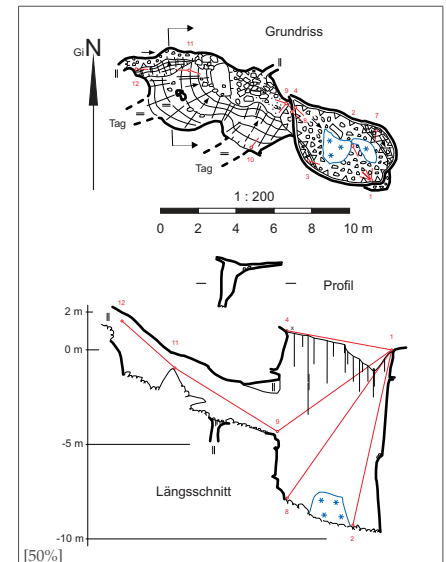 Grundriss
Gi N
11
12
9 4
2
7
Tag
Tag
10
3
1
1 : 200
0 2 4 6 8 10 m
Profil
12
2 m
11
4
1
0 m
9
-5 m
Längsschnitt
8
2
-10 m
[50%]